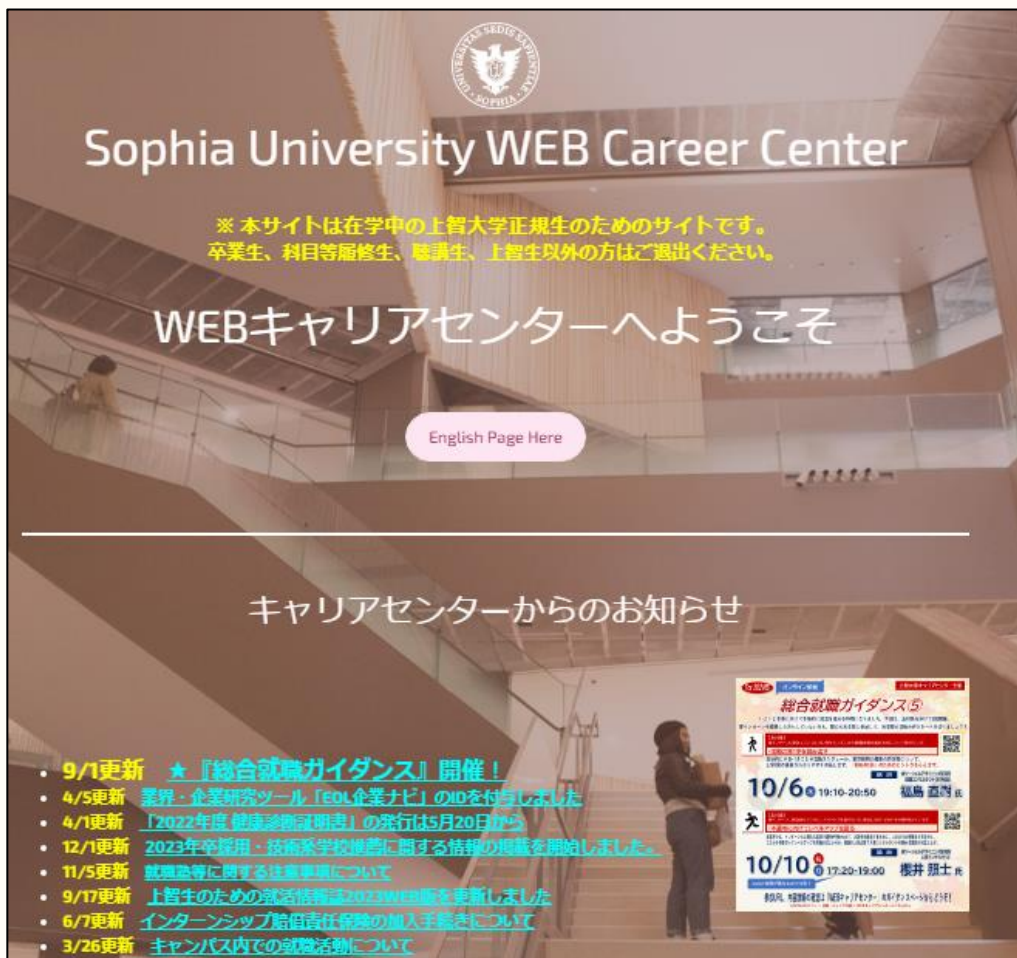 UNIVERSITAS SEDIS SAPIENTIAE
SOPHIA
Sophia University WEB Career Center
※ 本サイトは在学中の上智大学正規生のためのサイトです。
卒業生、科目等履修生、聴講生、上智生以外の方はご退出ください。
WEBキャリアセンターへようこそ
English Page Here
キャリアセンターからのお知らせ
9/1更新 ★『総合就職ガイダンス』開催！
4/5更新 業界・企業研究ツール「EOL企業ナビ」のIDを付与しました
4/1更新 「2022年度 健康診断証明書」の発行は5月20日から
12/1更新 2023年卒採用・技術系学校推薦に関する情報の掲載を開始しました。
11/5更新 就職塾等に関する注意事項について
9/17更新 上智生のための就活情報誌2023WEB版を更新しました
6/7更新 インターンシップ賠償責任保険の加入手続きについて
3/26更新 キャンパス内での就職活動について
総合就職ガイダンス⑤
10/6 19:10-20:50
10/10 17:20-19:00